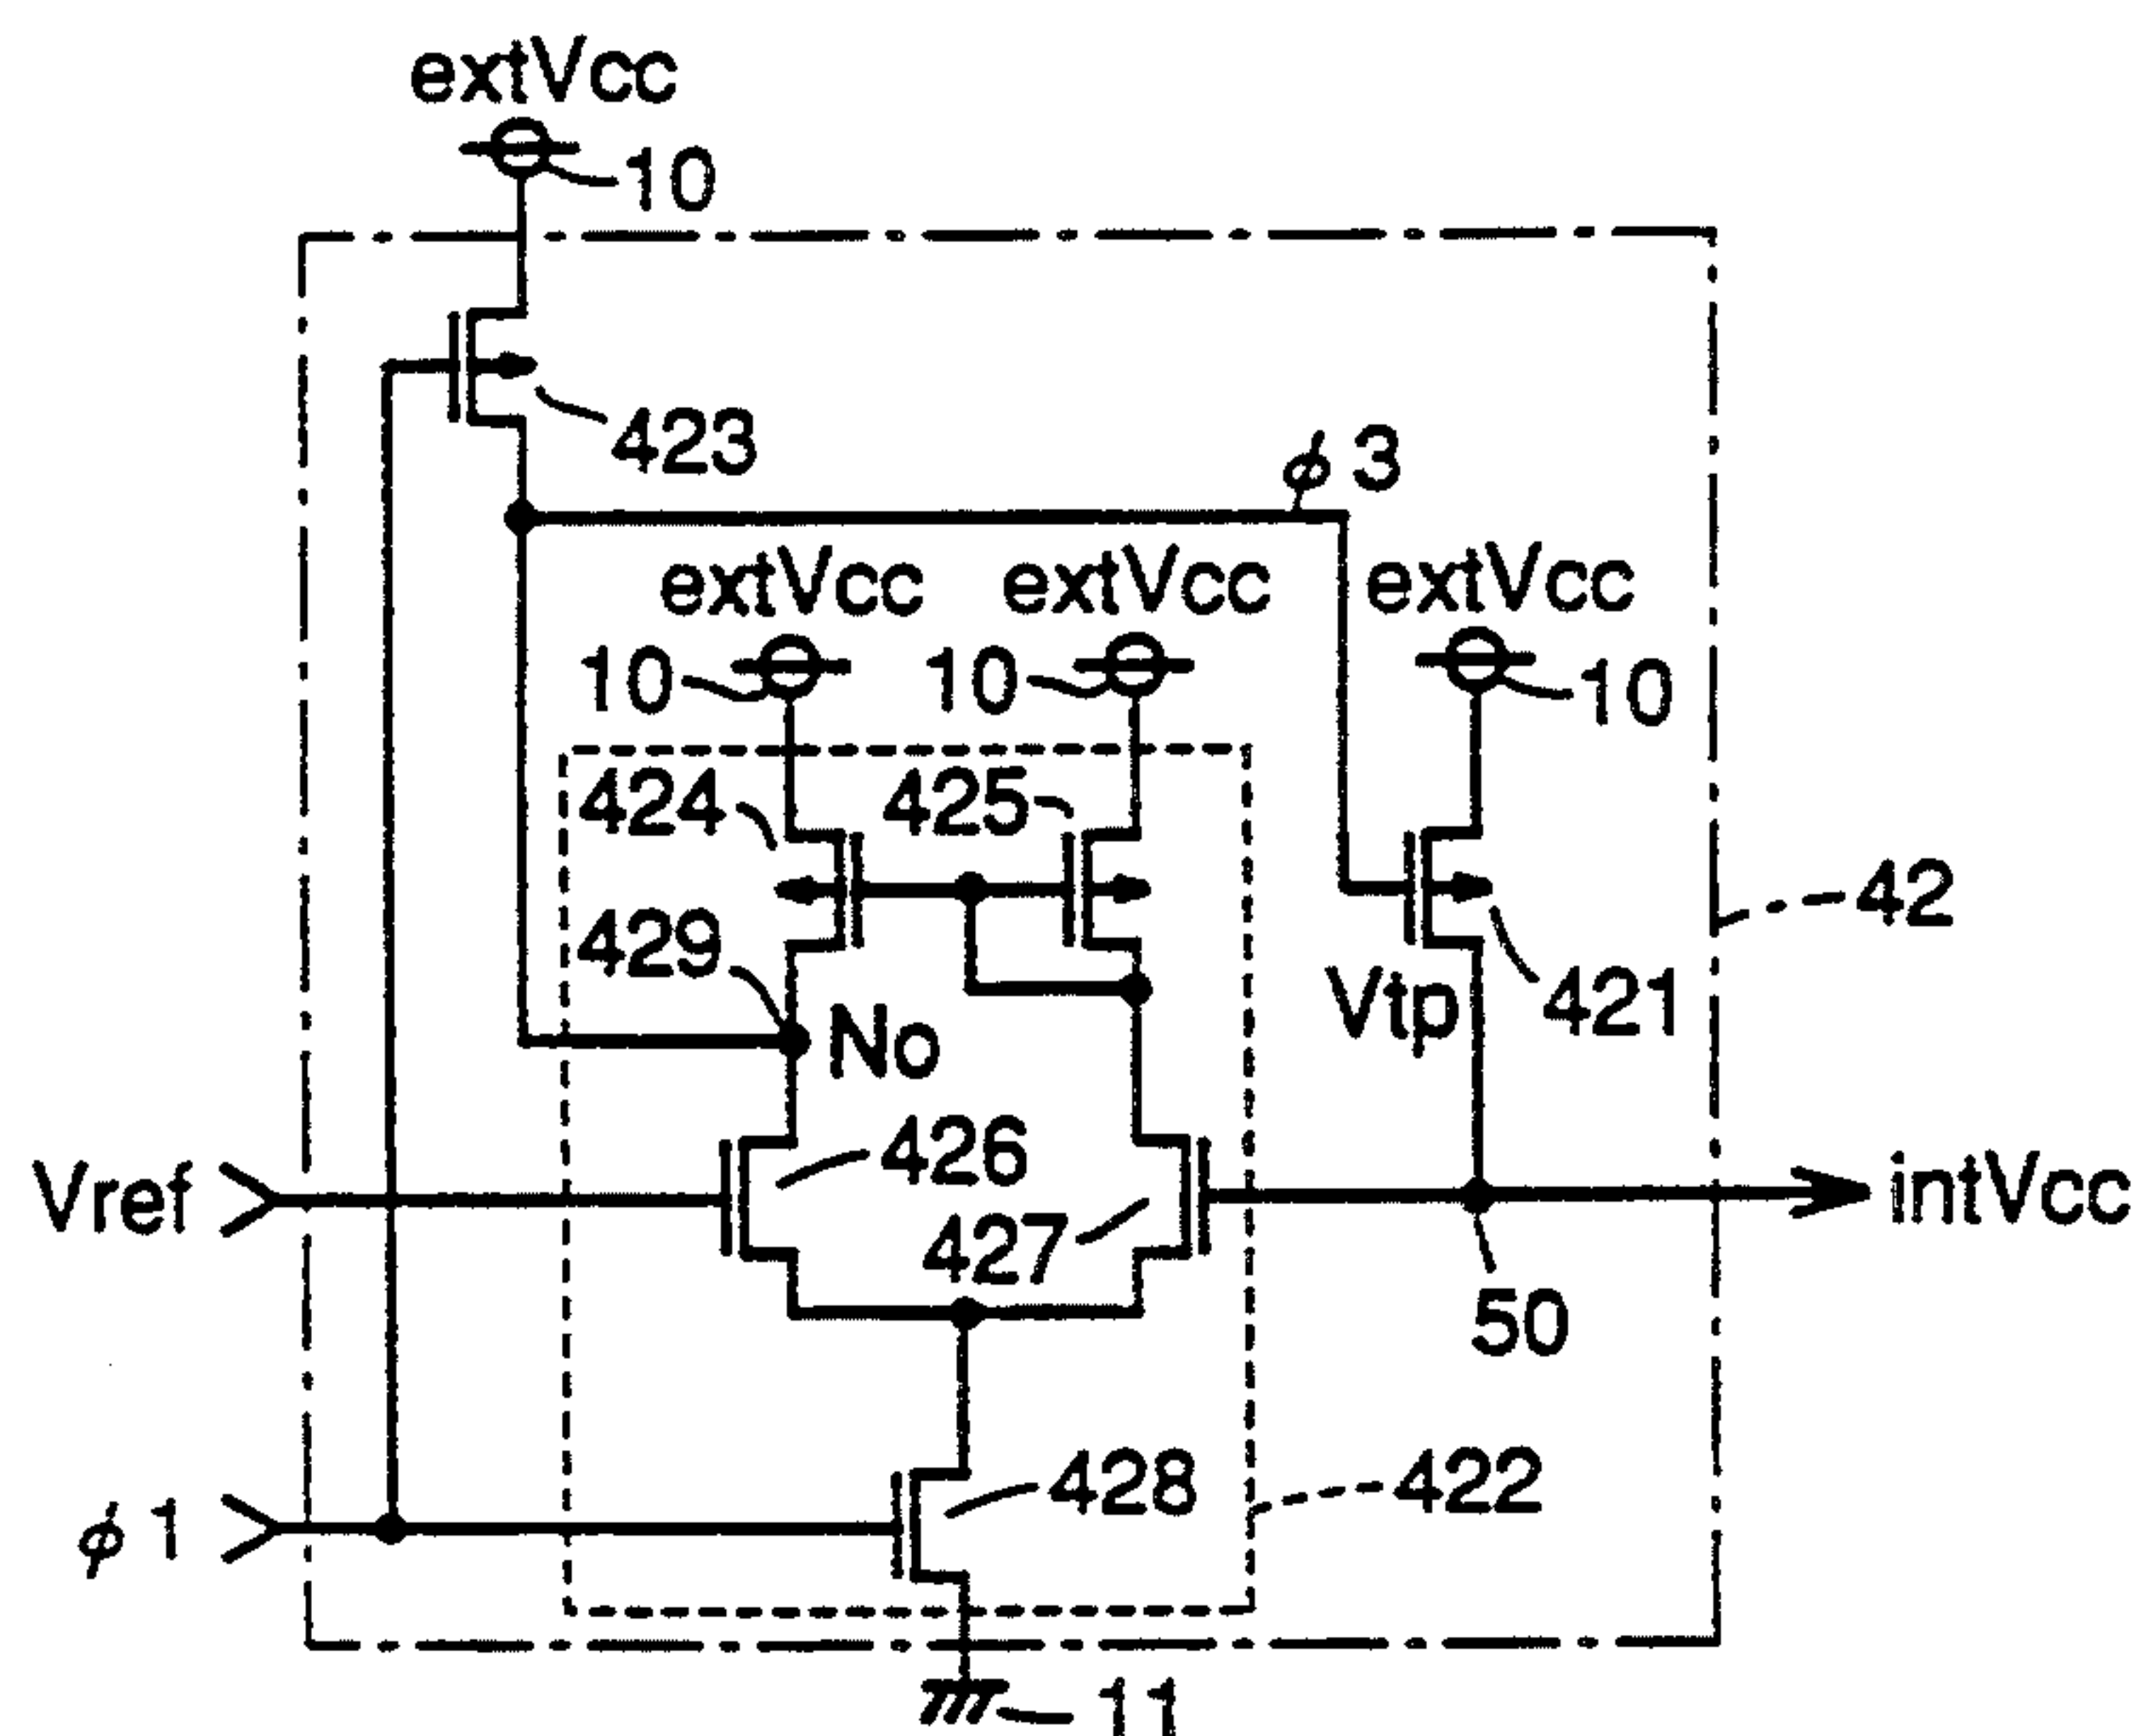 extVcc
10
423
ϕ3
extVcc extVcc extVcc
10 10 10
424 425
42
429
No
Vtp 421
426
Vref
intVcc
427
50
428 422
ϕ1
11